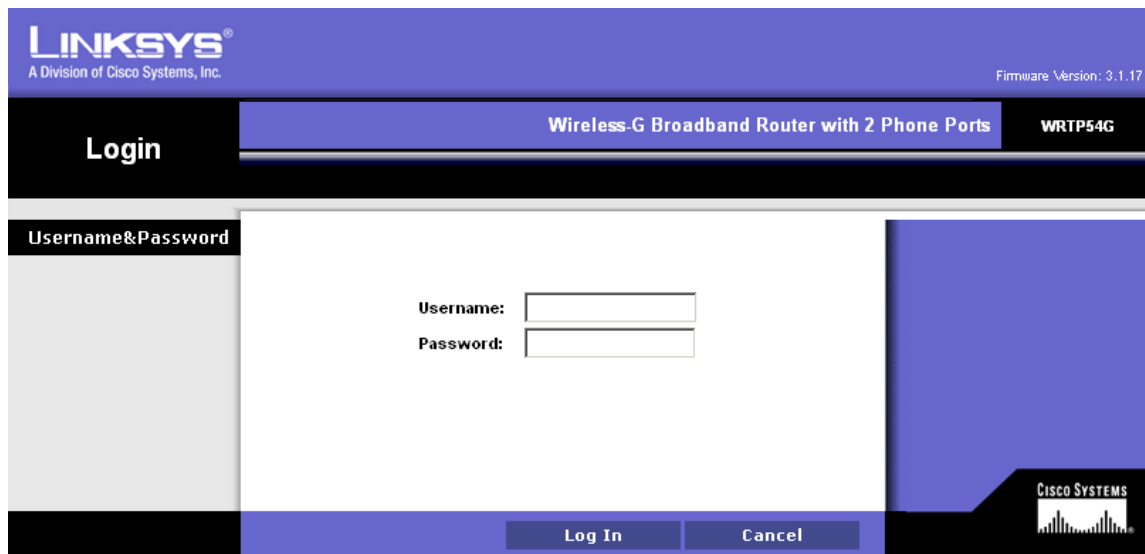 LINKSYS®
A Division of Cisco Systems, Inc.
Firmware Version: 3.1.17
Login
Wireless-G Broadband Router with 2 Phone Ports
WRTP54G
Username&Password
Username:
Password:
CISCO SYSTEMS
Log In
Cancel